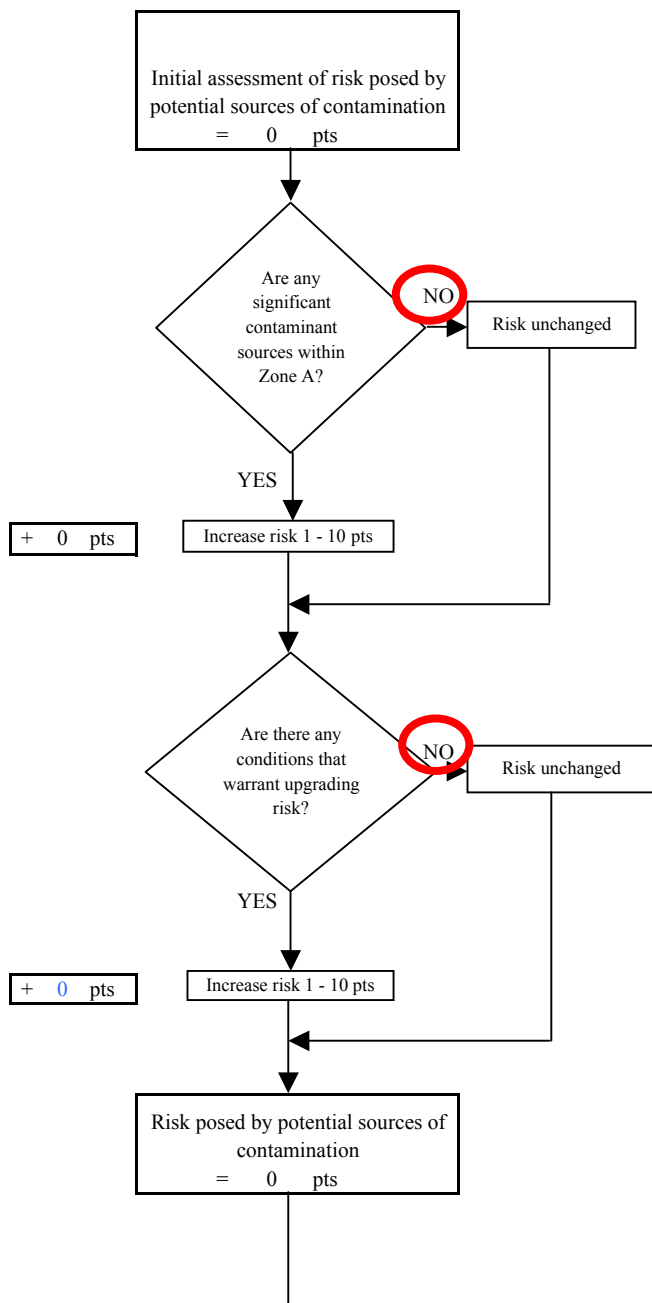 Initial assessment of risk posed by
potential sources of contamination
= 0 pts
Are any
significant
contaminant
sources within
Zone A?
NO
Risk unchanged
YES
+ 0 pts
Increase risk 1 - 10 pts
Are there any
conditions that
warrant upgrading
risk?
NO
Risk unchanged
YES
+ 0 pts
Increase risk 1 - 10 pts
Risk posed by potential sources of
contamination
= 0 pts